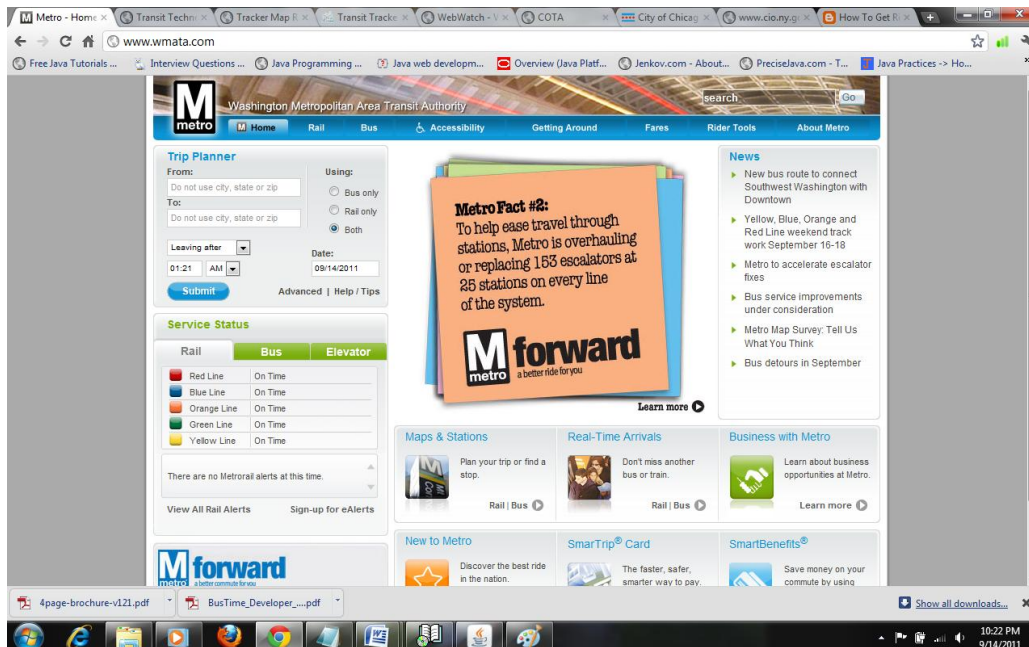 Metro - Home
Transit Techno
Tracker Map R
Transit Tracke
WebWatch - V
COTA
City of Chicag
www.cio.ny.go
How To Get Ri
www.wmata.com
Free Java Tutorials ...
Interview Questions ...
Java Programming ...
Java web developm...
Overview (Java Platf...
Jenkov.com - About...
PreciseJava.com - T...
Java Practices -> Ho...
M
metro
Washington Metropolitan Area Transit Authority
search
Go
Home
Rail
Bus
Accessibility
Getting Around
Fares
Rider Tools
About Metro
Trip Planner
From:
Do not use city, state or zip
To:
Do not use city, state or zip
Using:
Bus only
Rail only
Both
Leaving after
01:21 AM
Date:
09/14/2011
Submit
Advanced | Help / Tips
Service Status
Rail Bus Elevator
Red Line On Time
Blue Line On Time
Orange Line On Time
Green Line On Time
Yellow Line On Time
There are no Metrorail alerts at this time.
View All Rail Alerts Sign-up for eAlerts
M forward
metro a better commute for you
Metro Fact #2:
To help ease travel through
stations, Metro is overhauling
or replacing 153 escalators at
25 stations on every line
of the system.
M forward
metro a better ride for you
Learn more
News
New bus route to connect
Southwest Washington with
Downtown
Yellow, Blue, Orange and
Red Line weekend track
work September 16-18
Metro to accelerate escalator
fixes
Bus service improvements
under consideration
Metro Map Survey: Tell Us
What You Think
Bus detours in September
Maps & Stations
Plan your trip or find a
stop.
Rail | Bus
Real-Time Arrivals
Don't miss another
bus or train.
Rail | Bus
Business with Metro
Learn about business
opportunities at Metro.
Learn more
New to Metro
Discover the best ride
in the nation.
SmarTrip® Card
The faster, safer,
smarter way to pay.
SmartBenefits®
Save money on your
commute by using
4page-brochure-v121.pdf
BusTime_Developer_....pdf
Show all downloads...
10:22 PM
9/14/2011